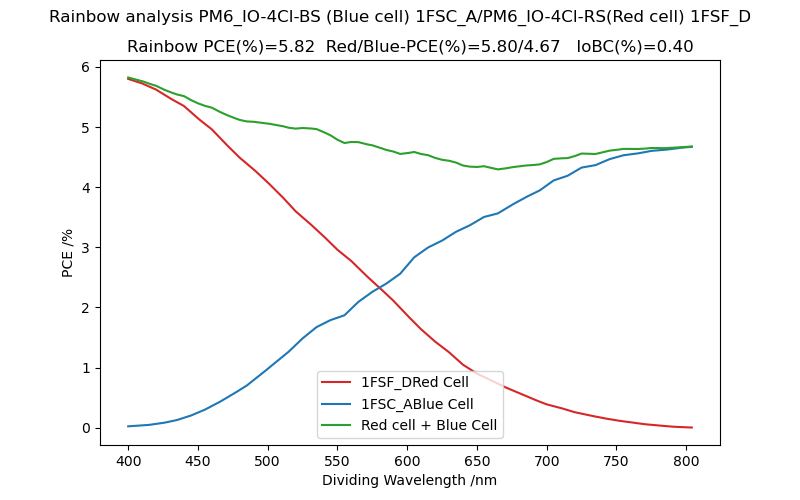 Rainbow analysis PM6_IO-4Cl-BS (Blue cell) 1FSC_A/PM6_IO-4Cl-RS(Red cell) 1FSF_D
Rainbow PCE(%)=5.82  Red/Blue-PCE(%)=5.80/4.67   IoBC(%)=0.40
6
5
4
3
2
1
0
PCE /%
1FSF_DRed Cell
1FSC_ABlue Cell
Red cell + Blue Cell
400 450 500 550 600 650 700 750 800
Dividing Wavelength /nm